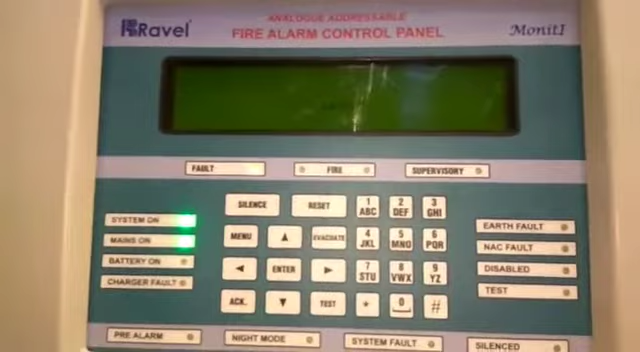 Ravel
ANALOGUE ADDRESSABLE
FIRE ALARM CONTROL PANEL
MonitI
FAULT
FIRE
SUPERVISORY
SILENCE
RESET
1 ABC
2 DEF
3 GHI
SYSTEM ON
MAINS ON
BATTERY ON
CHARGER FAULT
MENU
EVACUATE
4 JKL
5 MNO
6 PQR
ENTER
7 STU
8 VWX
9 YZ
ACK.
TEST
*
0
#
EARTH FAULT
NAC FAULT
DISABLED
TEST
PRE ALARM
NIGHT MODE
SYSTEM FAULT
SILENCED